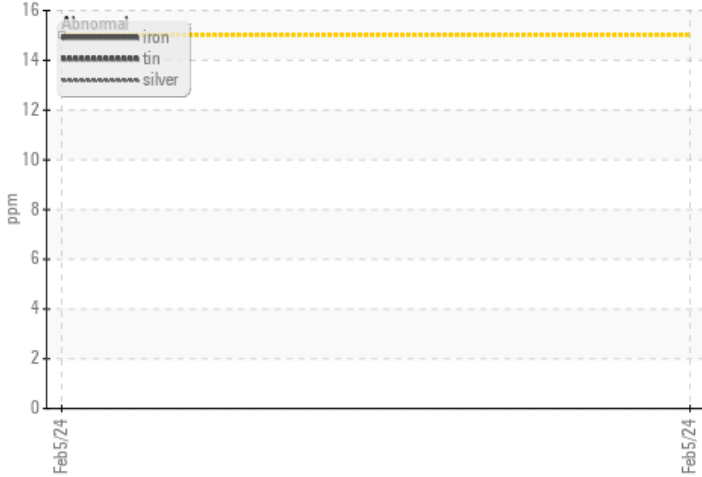 16
Abnormal
iron
14
tin
silver
12
10
ppm
8
6
4
2
0
Feb5/24
Feb5/24